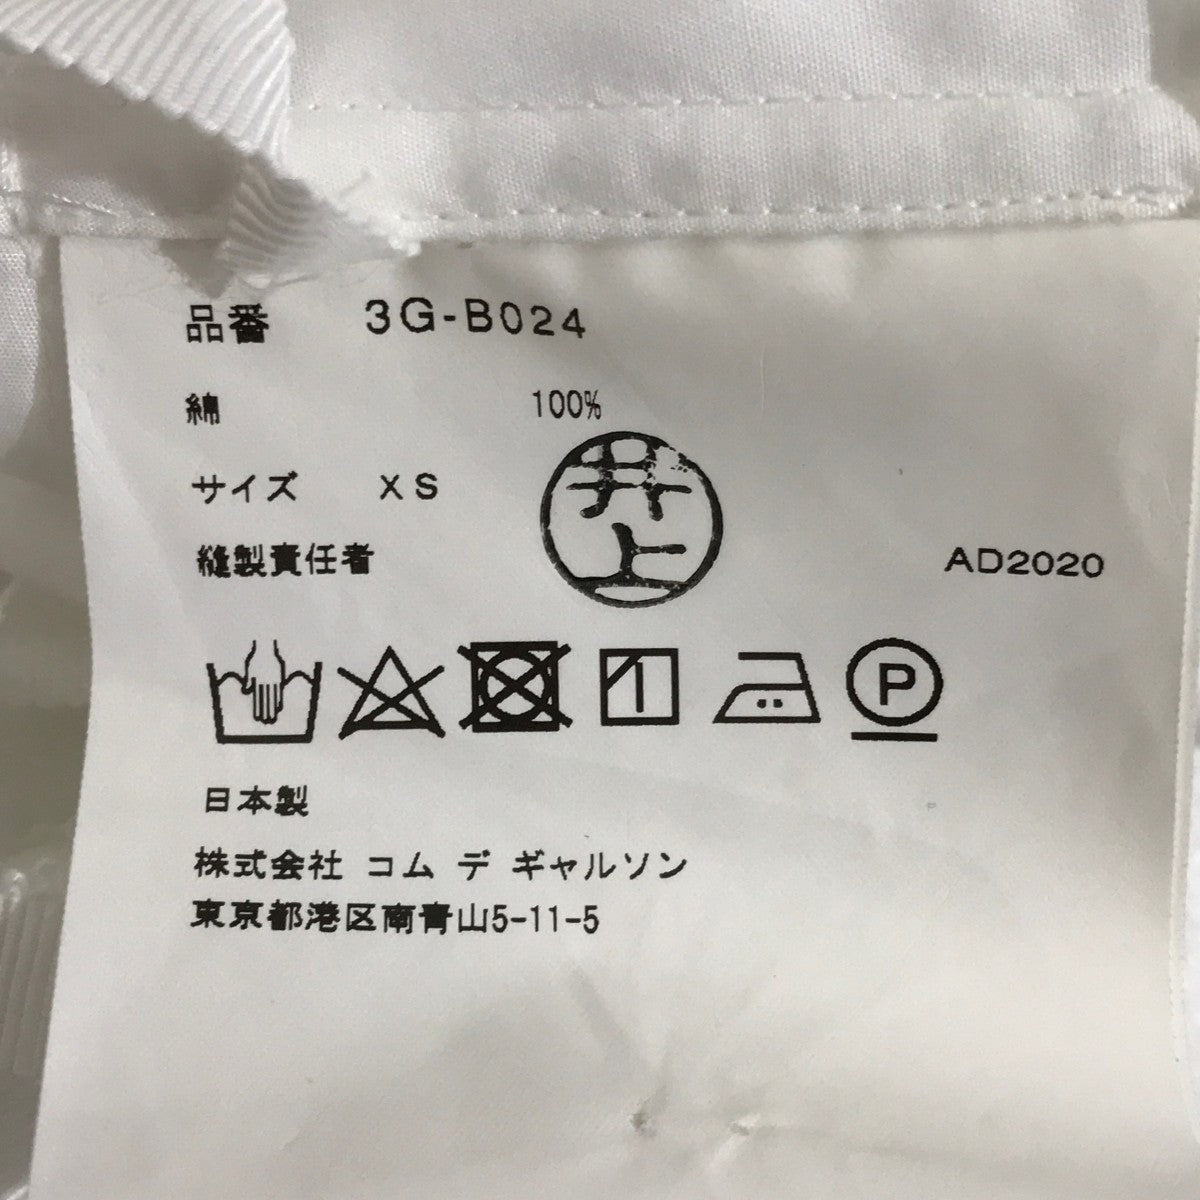 品番 3G-B024
綿 100%
サイズ XS
井上
縫製責任者 AD2020
P
日本製
株式会社 コム デ ギャルソン
東京都港区南青山5-11-5